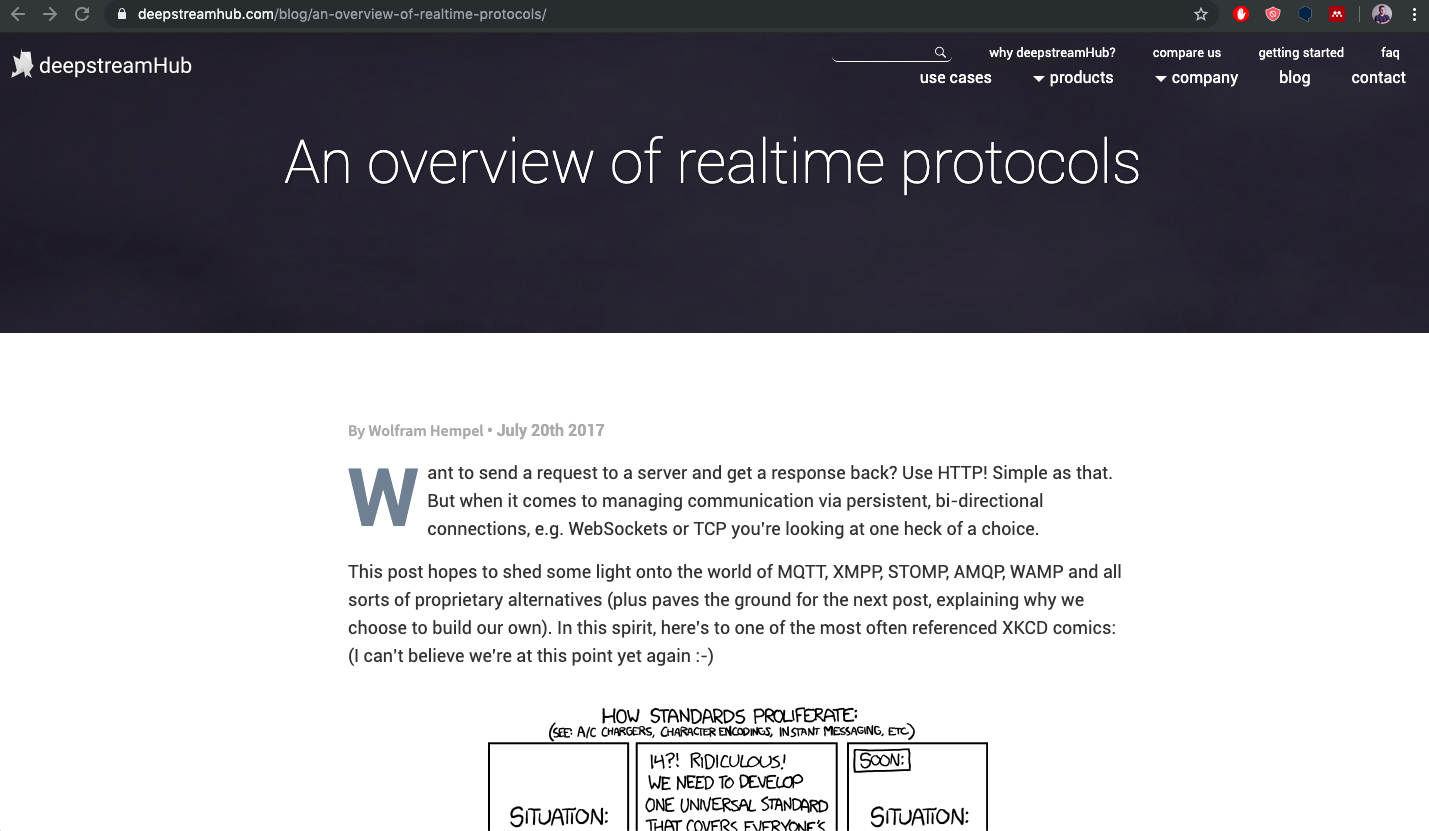 deepstreamhub.com/blog/an-overview-of-realtime-protocols/
deepstreamHub
why deepstreamHub? compare us getting started faq
use cases products company blog contact
An overview of realtime protocols
By Wolfram Hempel • July 20th 2017
Want to send a request to a server and get a response back? Use HTTP! Simple as that.
But when it comes to managing communication via persistent, bi-directional
connections, e.g. WebSockets or TCP you're looking at one heck of a choice.
This post hopes to shed some light onto the world of MQTT, XMPP, STOMP, AMQP, WAMP and all
sorts of proprietary alternatives (plus paves the ground for the next post, explaining why we
choose to build our own). In this spirit, here's to one of the most often referenced XKCD comics:
(I can't believe we're at this point yet again :-)
HOW STANDARDS PROLIFERATE:
(SEE: A/C CHARGERS, CHARACTER ENCODINGS, INSTANT MESSAGING, ETC.)
SITUATION:
14?! RIDICULOUS!
WE NEED TO DEVELOP
ONE UNIVERSAL STANDARD
THAT COVERS EVERYONE'S
SOON:
SITUATION: